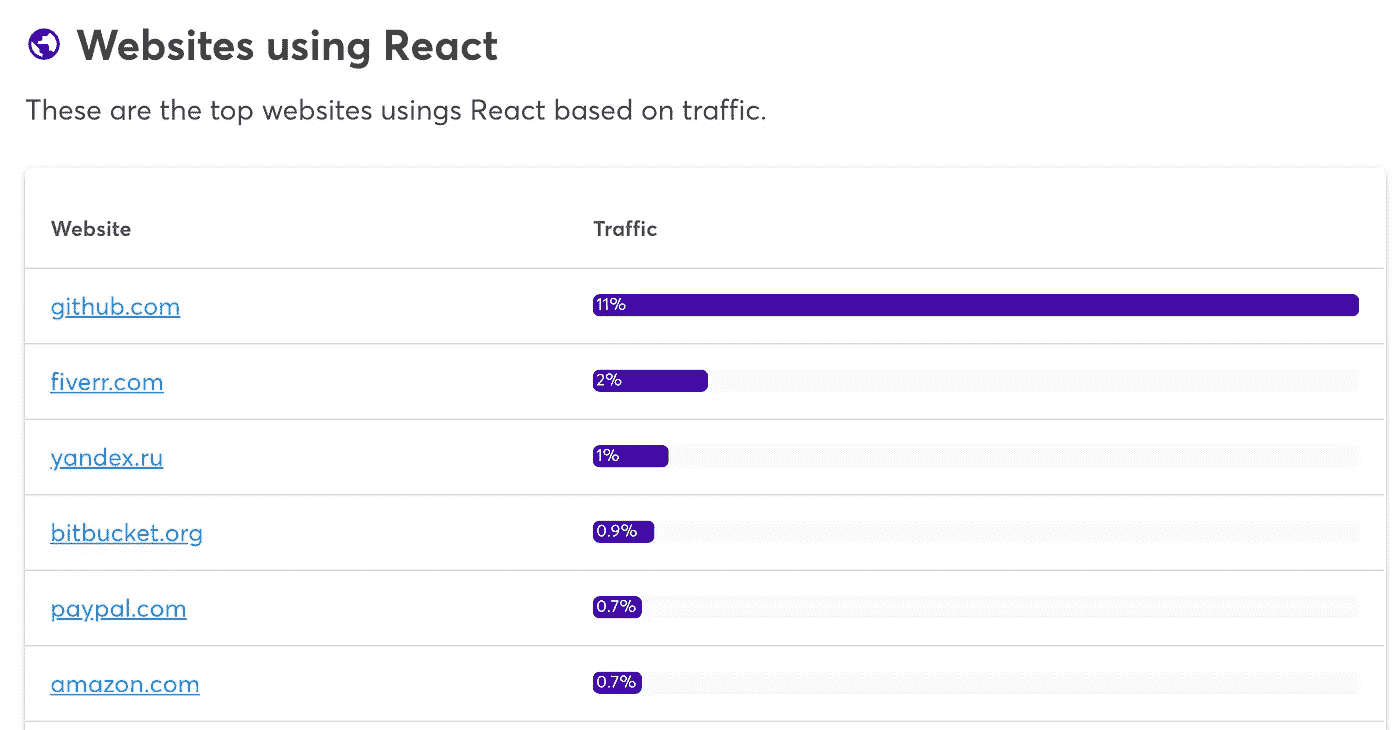 Websites using React
These are the top websites usings React based on traffic.
Website Traffic
github.com 11%
fiverr.com 2%
yandex.ru 1%
bitbucket.org 0.9%
paypal.com 0.7%
amazon.com 0.7%